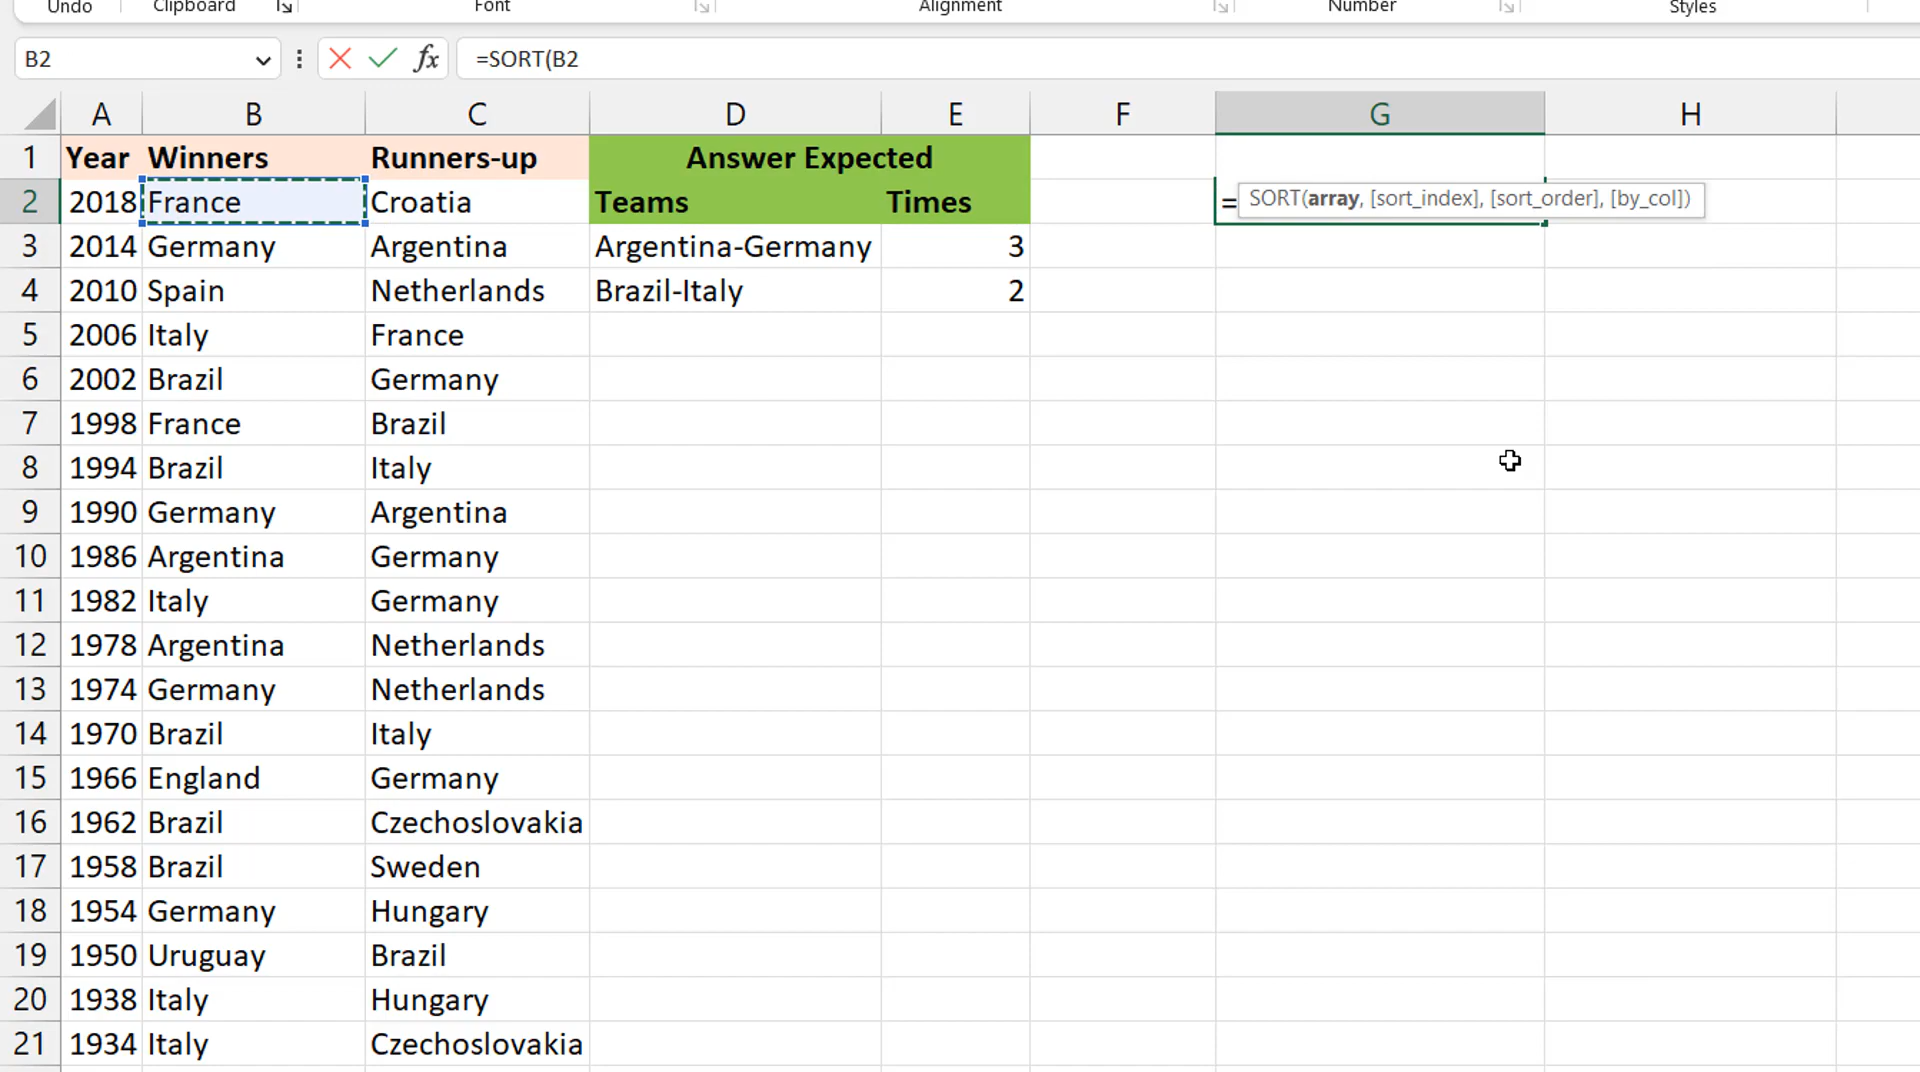 Undo Clipboard Font Alignment Number Styles
B2 fx =SORT(B2
A B C D E F G H
1 Year Winners Runners-up Answer Expected
2 2018 France Croatia Teams Times = SORT(array, [sort_index], [sort_order], [by_col])
3 2014 Germany Argentina Argentina-Germany 3
4 2010 Spain Netherlands Brazil-Italy 2
5 2006 Italy France
6 2002 Brazil Germany
7 1998 France Brazil
8 1994 Brazil Italy
9 1990 Germany Argentina
10 1986 Argentina Germany
11 1982 Italy Germany
12 1978 Argentina Netherlands
13 1974 Germany Netherlands
14 1970 Brazil Italy
15 1966 England Germany
16 1962 Brazil Czechoslovakia
17 1958 Brazil Sweden
18 1954 Germany Hungary
19 1950 Uruguay Brazil
20 1938 Italy Hungary
21 1934 Italy Czechoslovakia